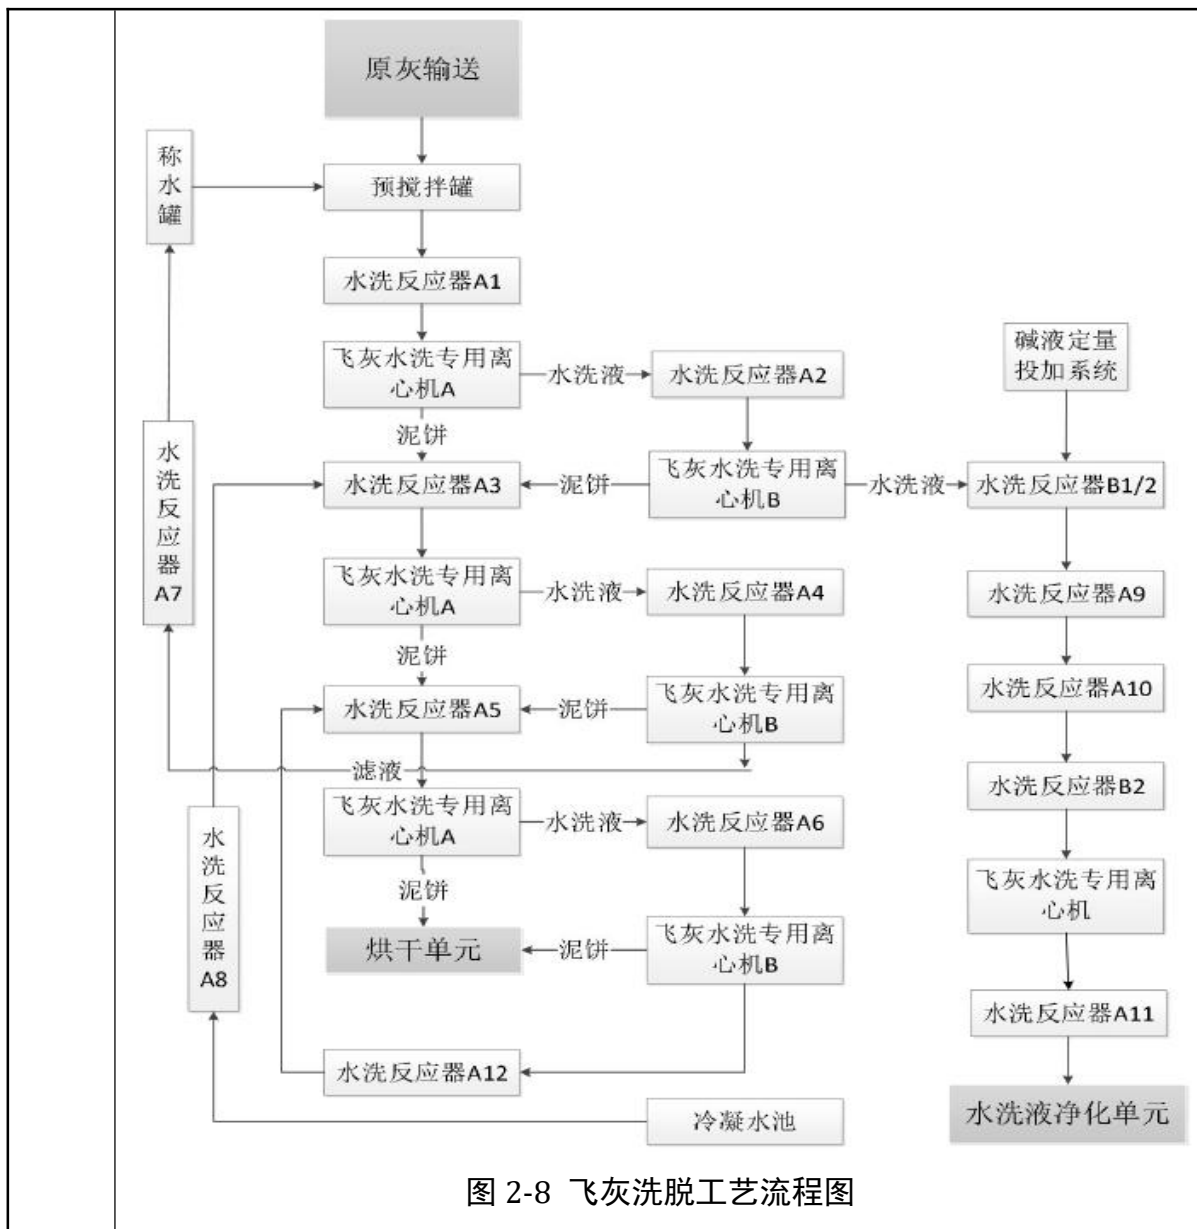 原灰输送
称
水
罐
预搅拌罐
水洗反应器A1
飞灰水洗专用离
心机A
水洗液
水洗反应器A2
碱液定量
投加系统
泥饼
水
洗
反
应
器
A7
水洗反应器A3
泥饼
飞灰水洗专用离
心机B
水洗液
水洗反应器B1/2
飞灰水洗专用离
心机A
水洗液
水洗反应器A4
水洗反应器A9
泥饼
水洗反应器A5
泥饼
飞灰水洗专用离
心机B
水洗反应器A10
滤液
飞灰水洗专用离
心机A
水洗液
水洗反应器A6
水洗反应器B2
水
洗
反
应
器
A8
泥饼
飞灰水洗专用离
心机
烘干单元
泥饼
飞灰水洗专用离
心机B
水洗反应器A11
水洗反应器A12
冷凝水池
水洗液净化单元
图 2-8 飞灰洗脱工艺流程图